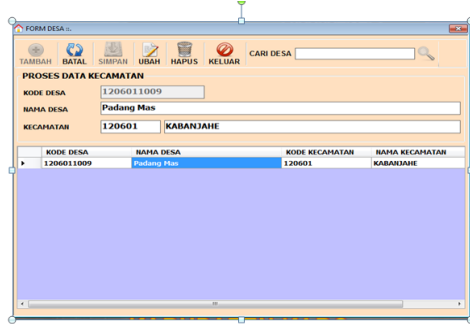 FORM DESA ::.
TAMBAH BATAL SIMPAN UBAH HAPUS KELUAR CARI DESA
PROSES DATA KECAMATAN
KODE DESA 1206011009
NAMA DESA Padang Mas
KECAMATAN 120601 KABANJAHE
KODE DESA NAMA DESA KODE KECAMATAN NAMA KECAMATAN
1206011009 Padang Mas 120601 KABANJAHE